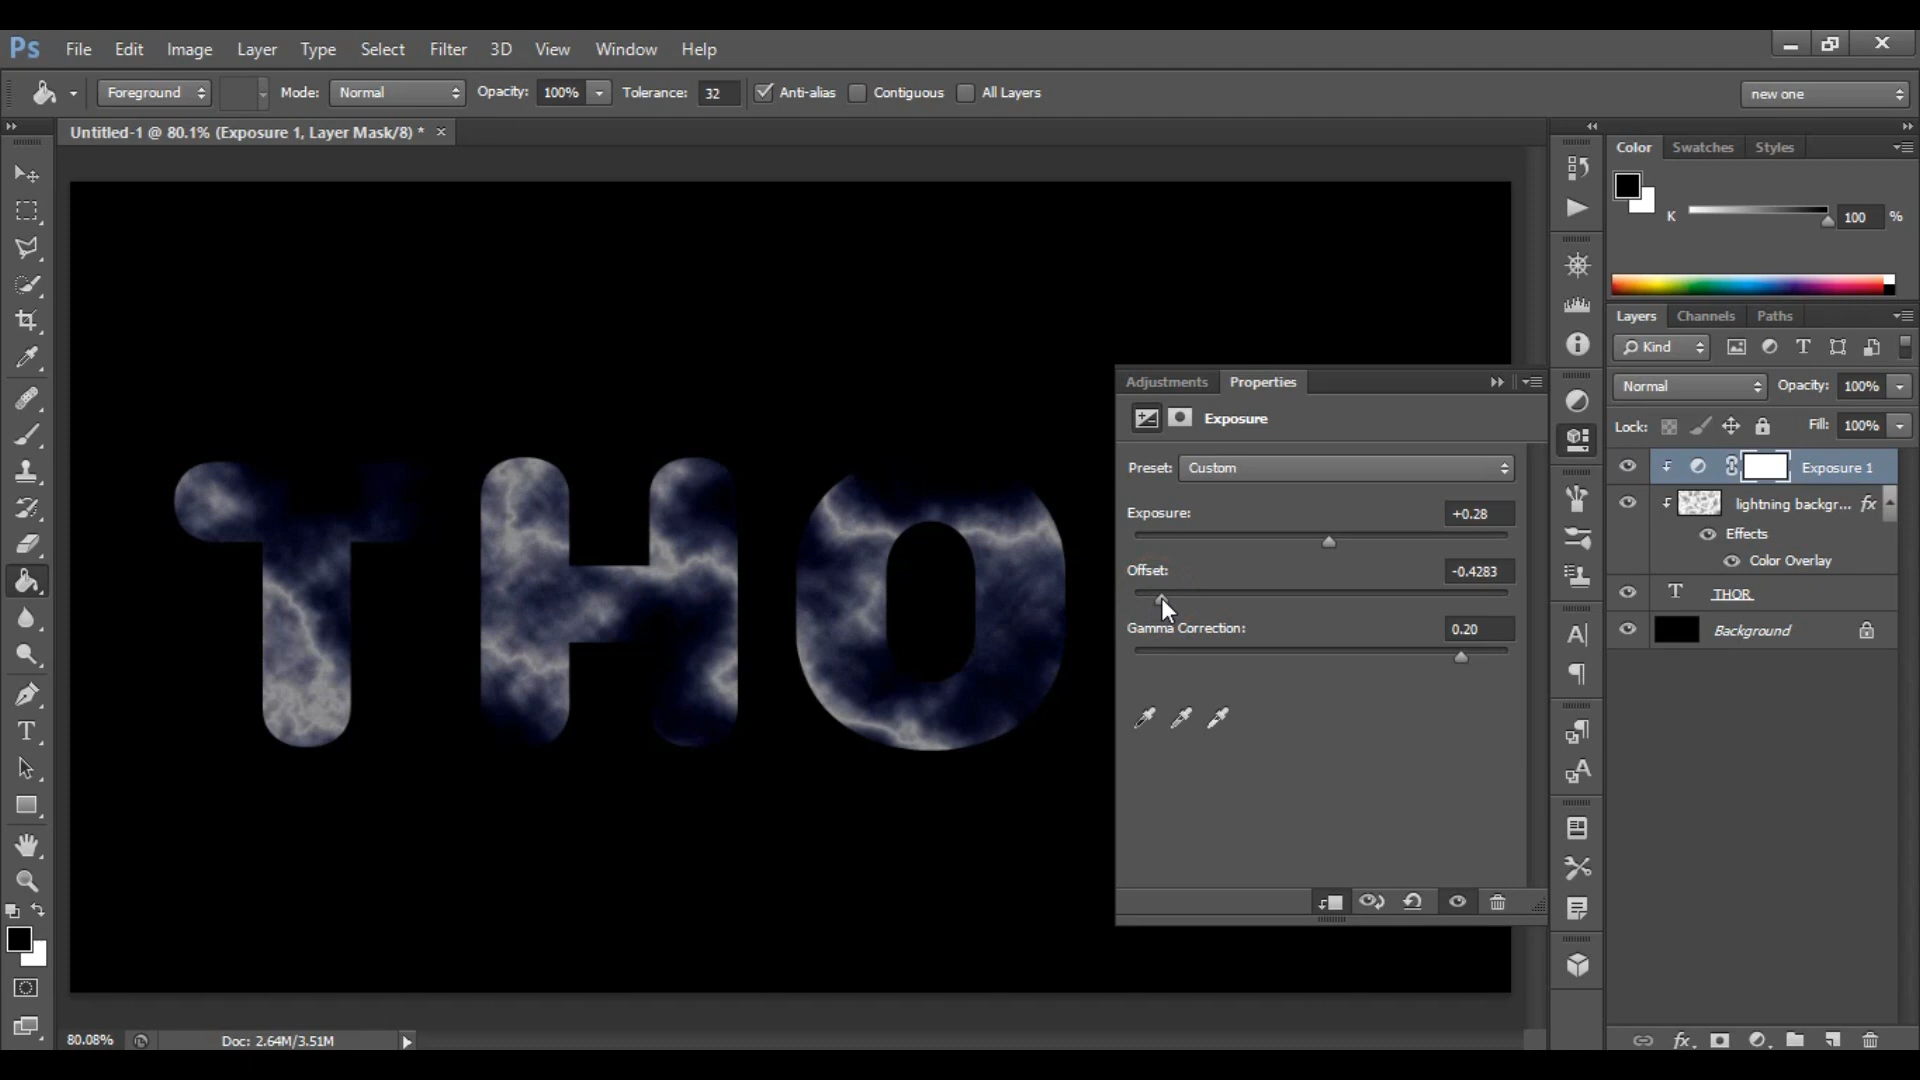 Ps File Edit Image Layer Type Select Filter 3D View Window Help
Foreground Mode: Normal Opacity: 100% Tolerance: 32 Anti-alias Contiguous All Layers new one
Untitled-1 @ 80.1% (Exposure 1, Layer Mask/8) *
Color Swatches Styles
K 100 %
Layers Channels Paths
Kind
Normal Opacity: 100%
Lock: Fill: 100%
Exposure 1
lightning backgr... fx
Effects
Color Overlay
T THOR
Background
Adjustments Properties
Exposure
Preset: Custom
Exposure: +0.28
Offset: -0.4283
Gamma Correction: 0.20
THO
80.08% Doc: 2.64M/3.51M
fx